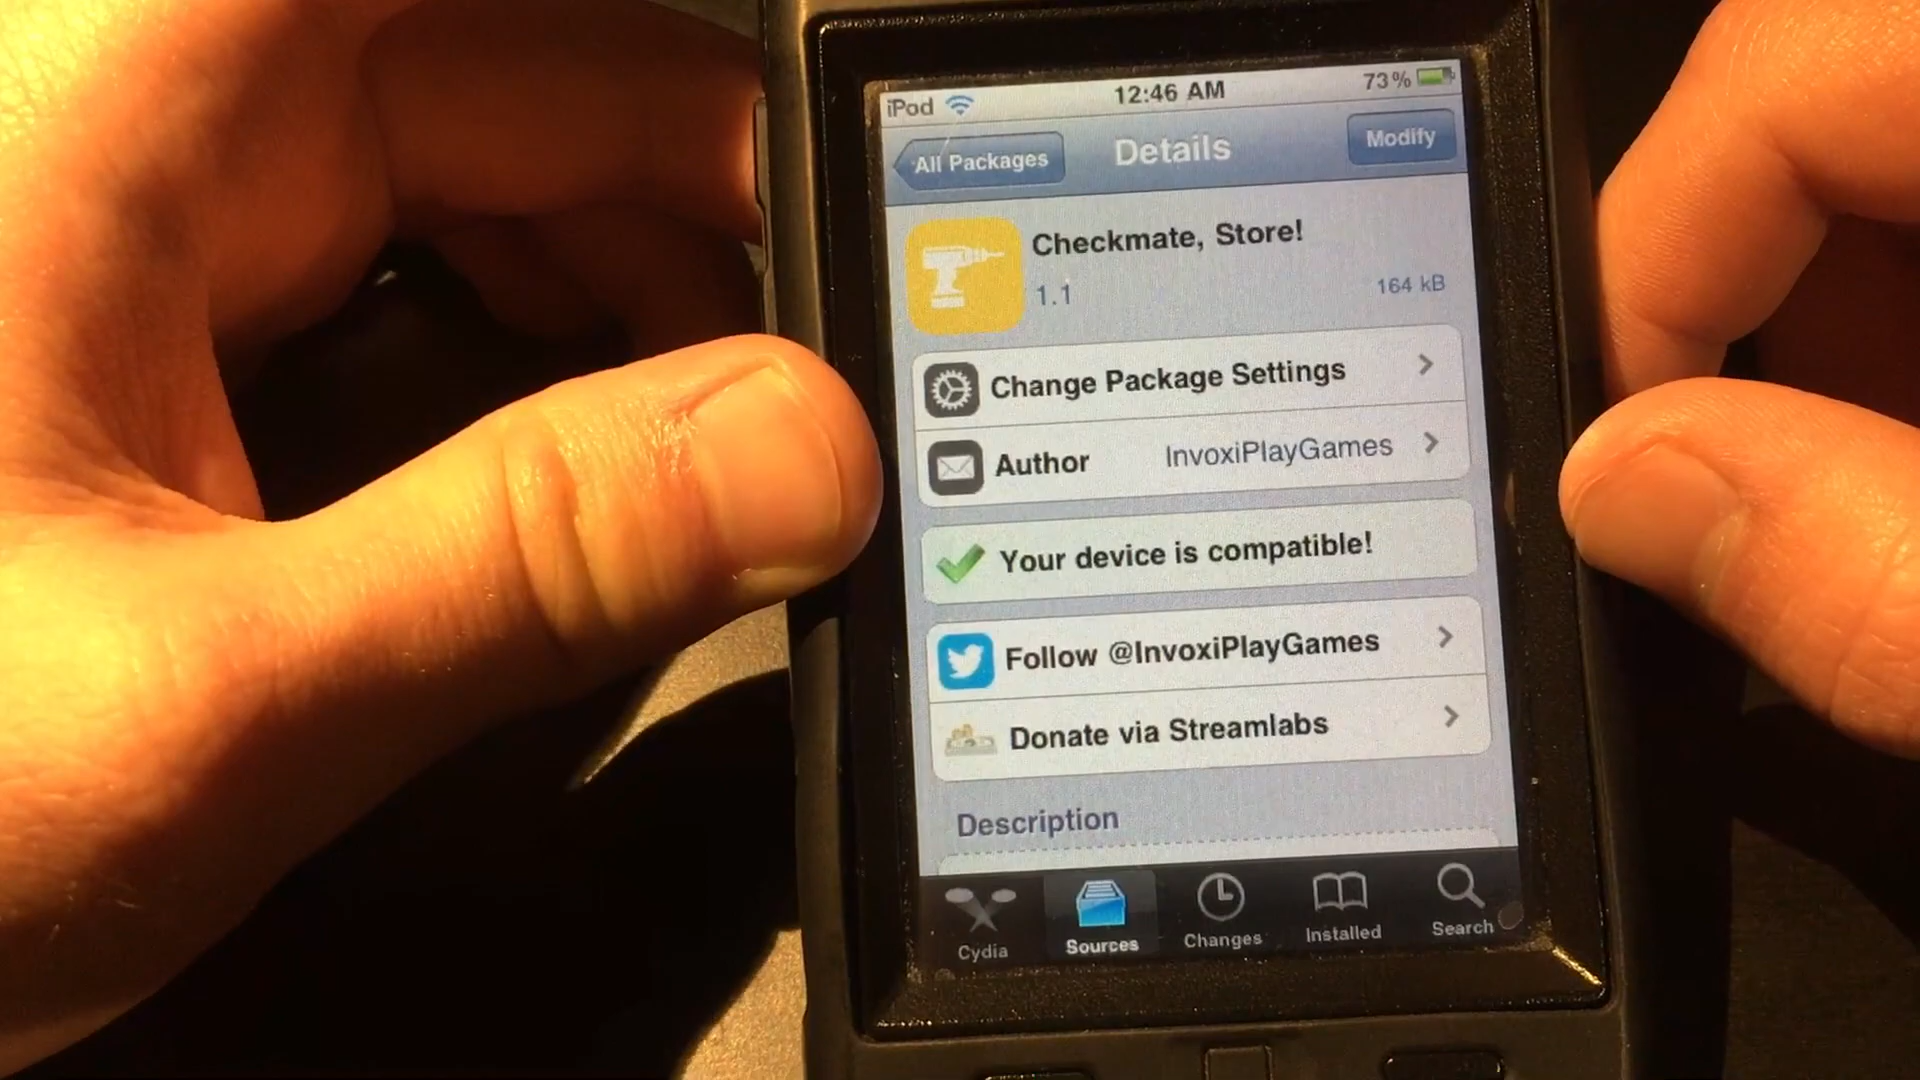 iPod 12:46 AM 73%
All Packages Details Modify
Checkmate, Store!
1.1 164 kB
Change Package Settings
Author InvoxiPlayGames
Your device is compatible!
Follow @InvoxiPlayGames
Donate via Streamlabs
Description
Cydia Sources Changes Installed Search